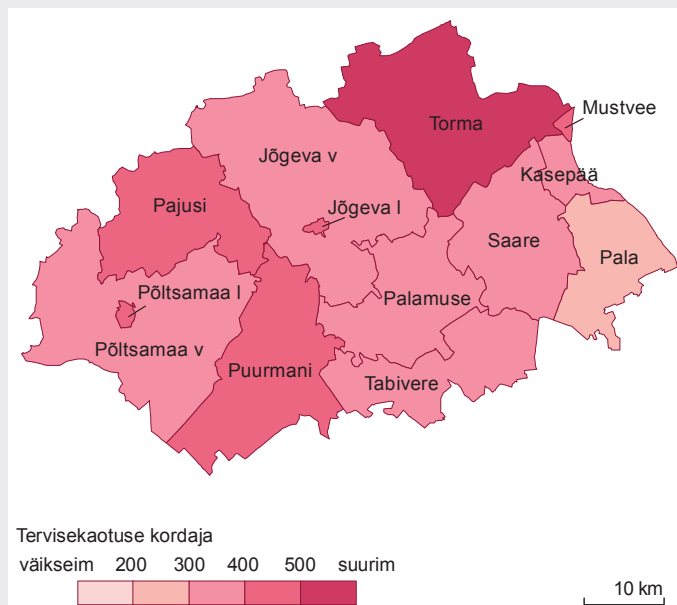 Mustvee
Torma
Jõgeva v
Kasepää
Pajusi
Jõgeva l
Saare
Pala
Põltsamaa l
Palamuse
Põltsamaa v
Puurmani
Tabivere
Tervisekaotuse kordaja
väikseim 200 300 400 500 suurim
10 km